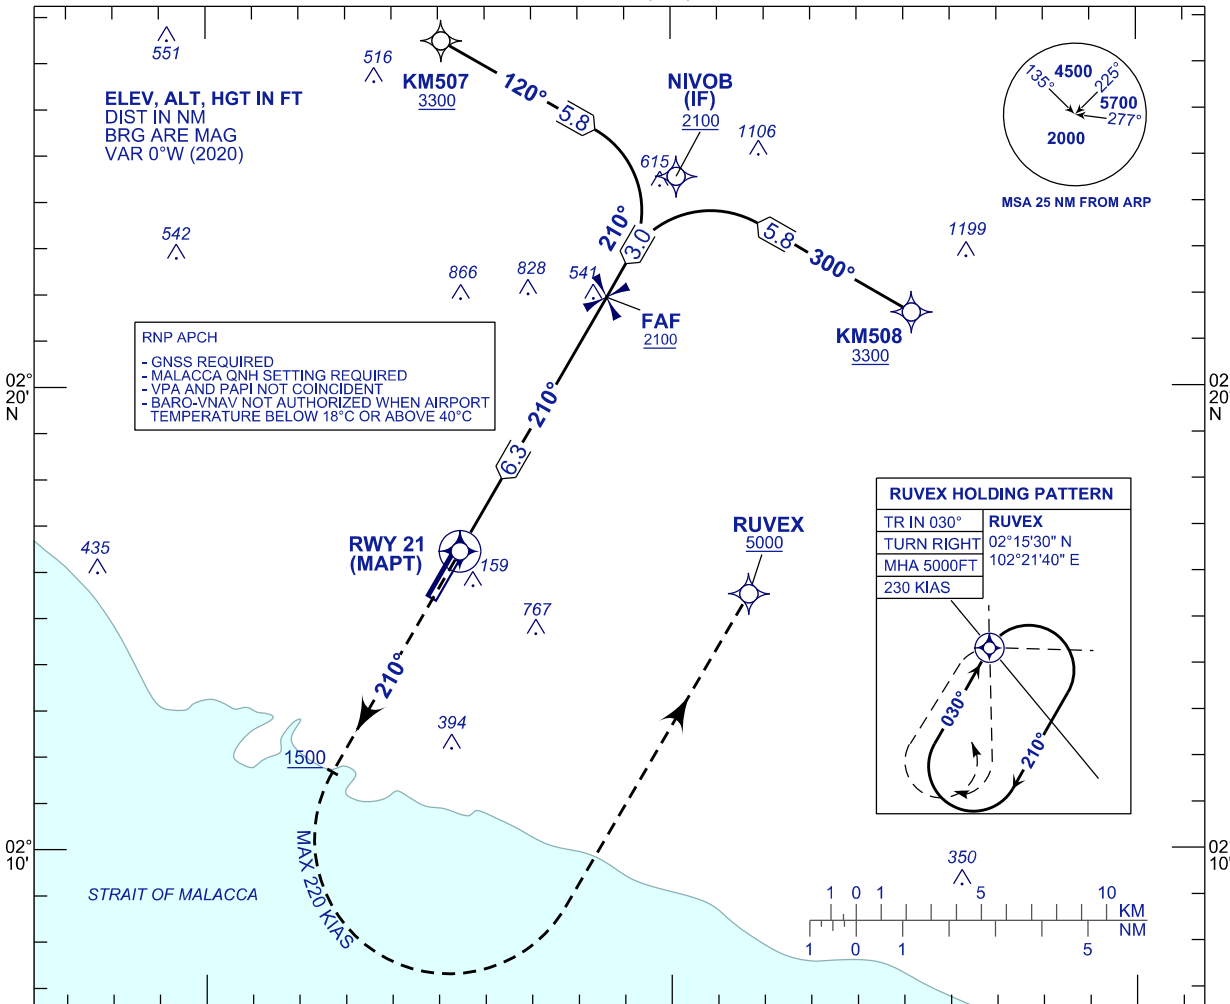 551
516
KM507
3300
120°
5.8
NIVOB
(IF)
2100
615
1106
135°
4500
225°
5700
277°
2000
MSA 25 NM FROM ARP
ELEV, ALT, HGT IN FT
DIST IN NM
BRG ARE MAG
VAR 0°W (2020)
542
866
828
541
210°
3.0
5.8
300°
1199
FAF
2100
KM508
3300
RNP APCH
- GNSS REQUIRED
- MALACCA QNH SETTING REQUIRED
- VPA AND PAPI NOT COINCIDENT
- BARO-VNAV NOT AUTHORIZED WHEN AIRPORT
TEMPERATURE BELOW 18°C OR ABOVE 40°C
02°
20'
N
02°
20'
N
210°
6.3
435
RWY 21
(MAPT)
159
767
RUVEX
5000
RUVEX HOLDING PATTERN
TR IN 030°
TURN RIGHT
MHA 5000FT
230 KIAS
RUVEX
02°15'30" N
102°21'40" E
030°
210°
210°
394
1500
MAX 220 KIAS
STRAIT OF MALACCA
02°
10'
02°
10'
350
1 0 1 5 10
KM
NM
1 0 1 5